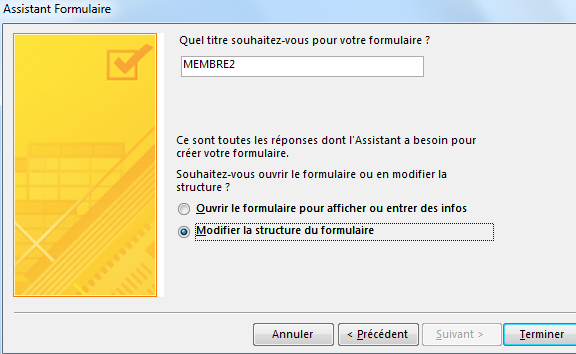 Assistant Formulaire
Quel titre souhaitez-vous pour votre formulaire ?
MEMBRE2
Ce sont toutes les réponses dont l'Assistant a besoin pour
créer votre formulaire.
Souhaitez-vous ouvrir le formulaire ou en modifier la
structure ?
Ouvrir le formulaire pour afficher ou entrer des infos
Modifier la structure du formulaire
Annuler
< Précédent
Suivant >
Terminer